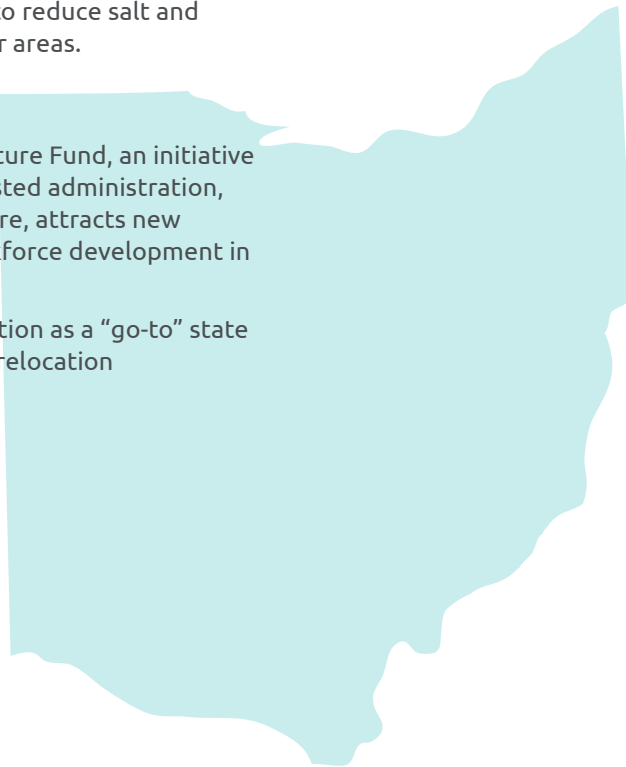 to reduce salt and
r areas.
ture Fund, an initiative
sted administration,
re, attracts new
kforce development in
tion as a “go-to” state
relocation